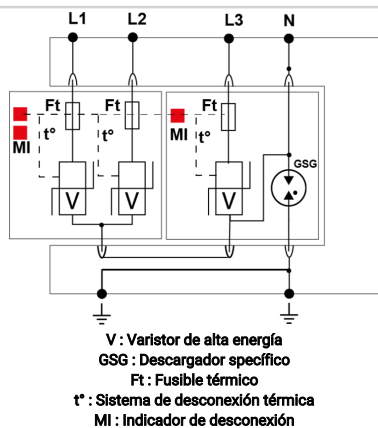 L1 L2 L3 N
Ft Ft Ft
MI t° t° MI t° GSG
V V V
V : Varistor de alta energía
GSG : Descargador specífico
Ft : Fusible térmico
t° : Sistema de desconexión térmica
MI : Indicador de desconexión